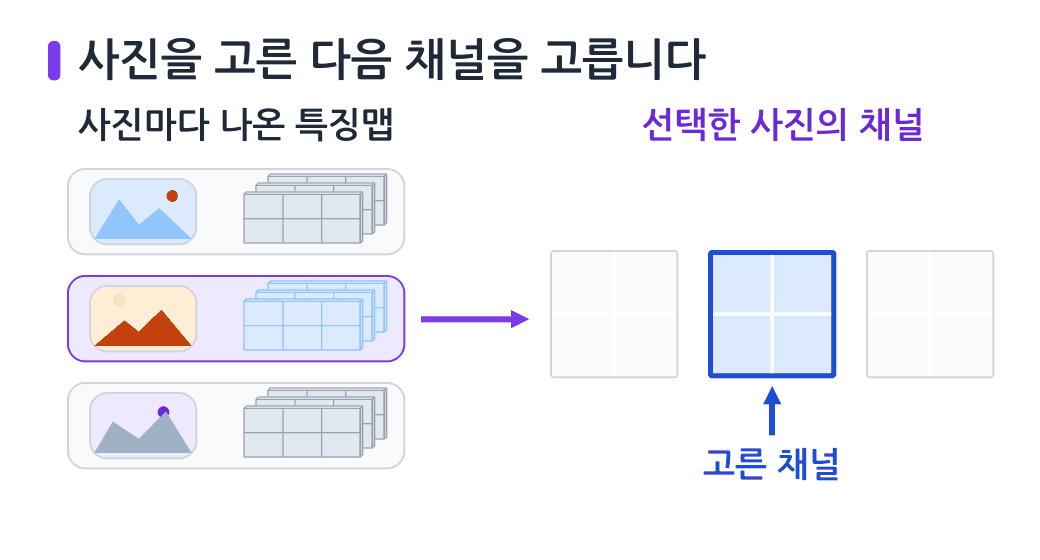 사진을 고른 다음 채널을 고릅니다
사진마다 나온 특징맵
선택한 사진의 채널
고른 채널